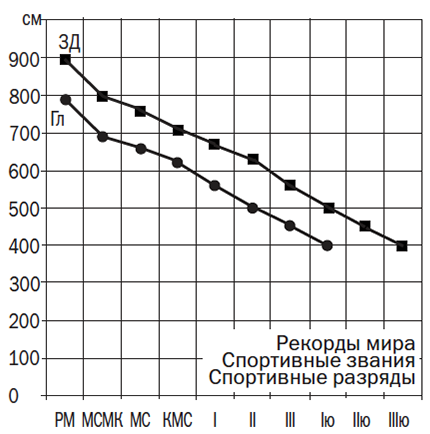 см
900
ЗД
800
Гл
700
600
500
400
300
200
100
Рекорды мира
Спортивные звания
Спортивные разряды
0
РМ МСМК МС КМС I II III Iю IIю IIIю